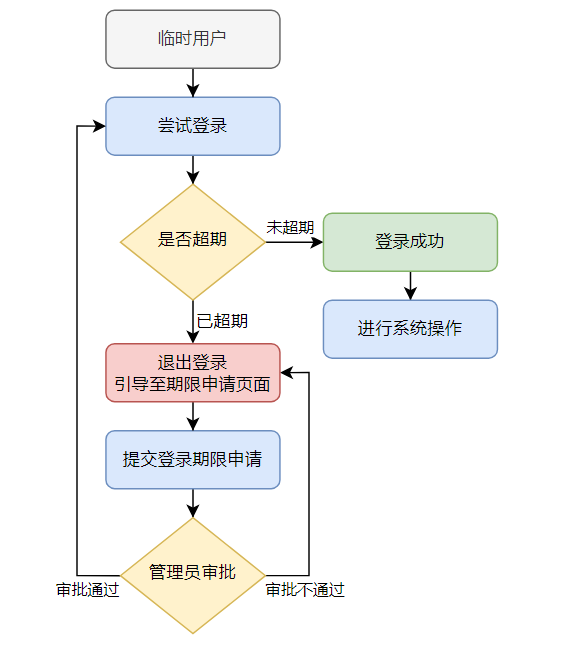 临时用户
尝试登录
是否超期
未超期
登录成功
进行系统操作
已超期
退出登录
引导至期限申请页面
提交登录期限申请
管理员审批
审批通过
审批不通过